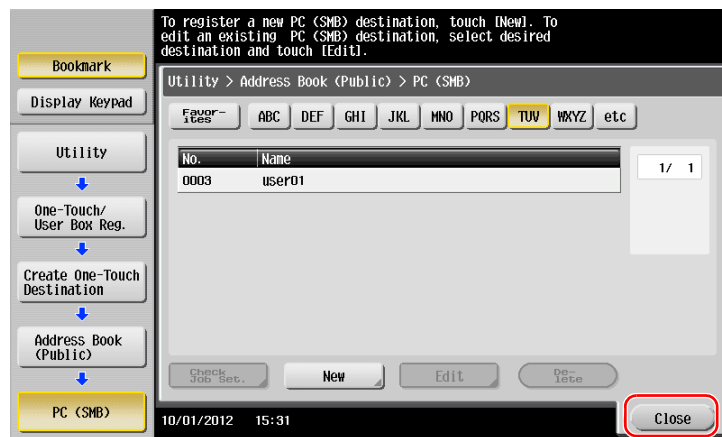 To register a new PC (SMB) destination, touch [New]. To
edit an existing PC (SMB) destination, select desired
destination and touch [Edit].
Bookmark
Display Keypad
Utility
One-Touch/
User Box Reg.
Create One-Touch
Destination
Address Book
(Public)
PC (SMB)
Utility > Address Book (Public) > PC (SMB)
Favor-
ites
ABC DEF GHI JKL MNO PQRS TUV WXYZ etc
No. Name
0003 user01
1/ 1
Check
Job Set.
New
Edit
De-
lete
10/01/2012 15:31
Close